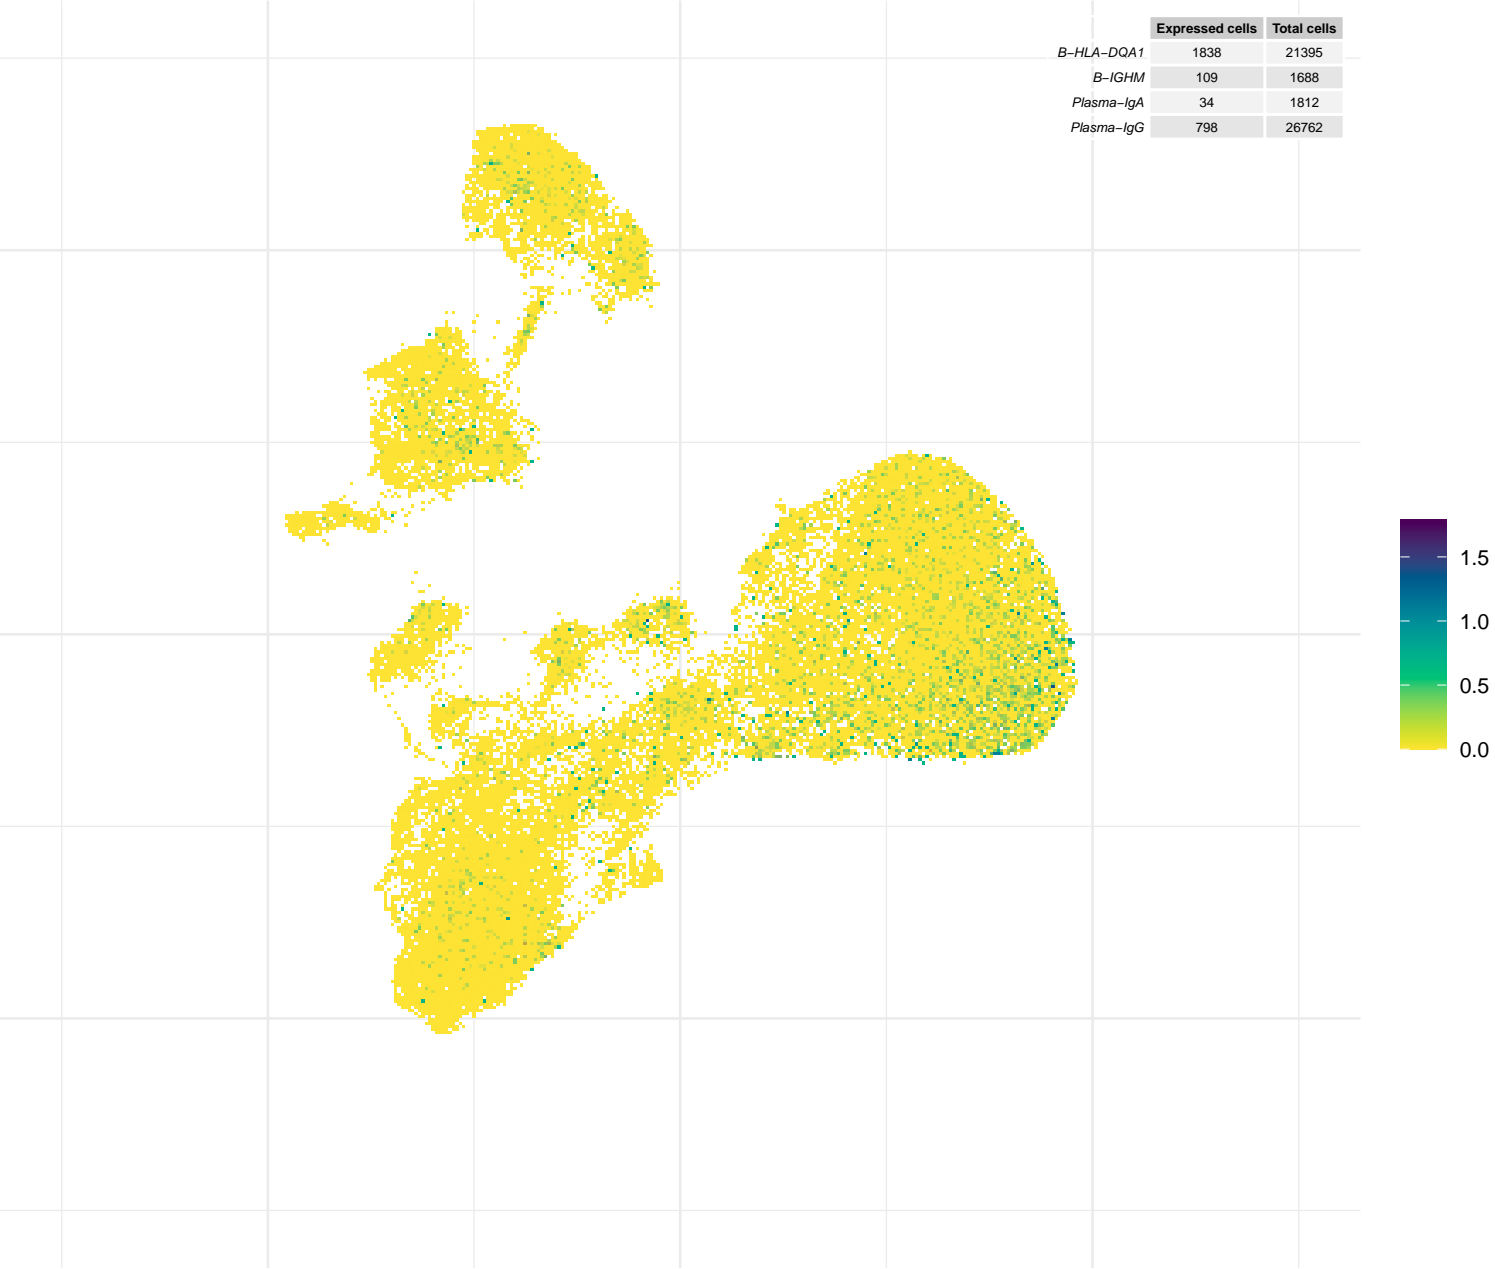 Expressed cells Total cells
B−HLA−DQA1 1838 21395
B−IGHM 109 1688
Plasma−IgA 34 1812
Plasma−IgG 798 26762
1.5
1.0
0.5
0.0